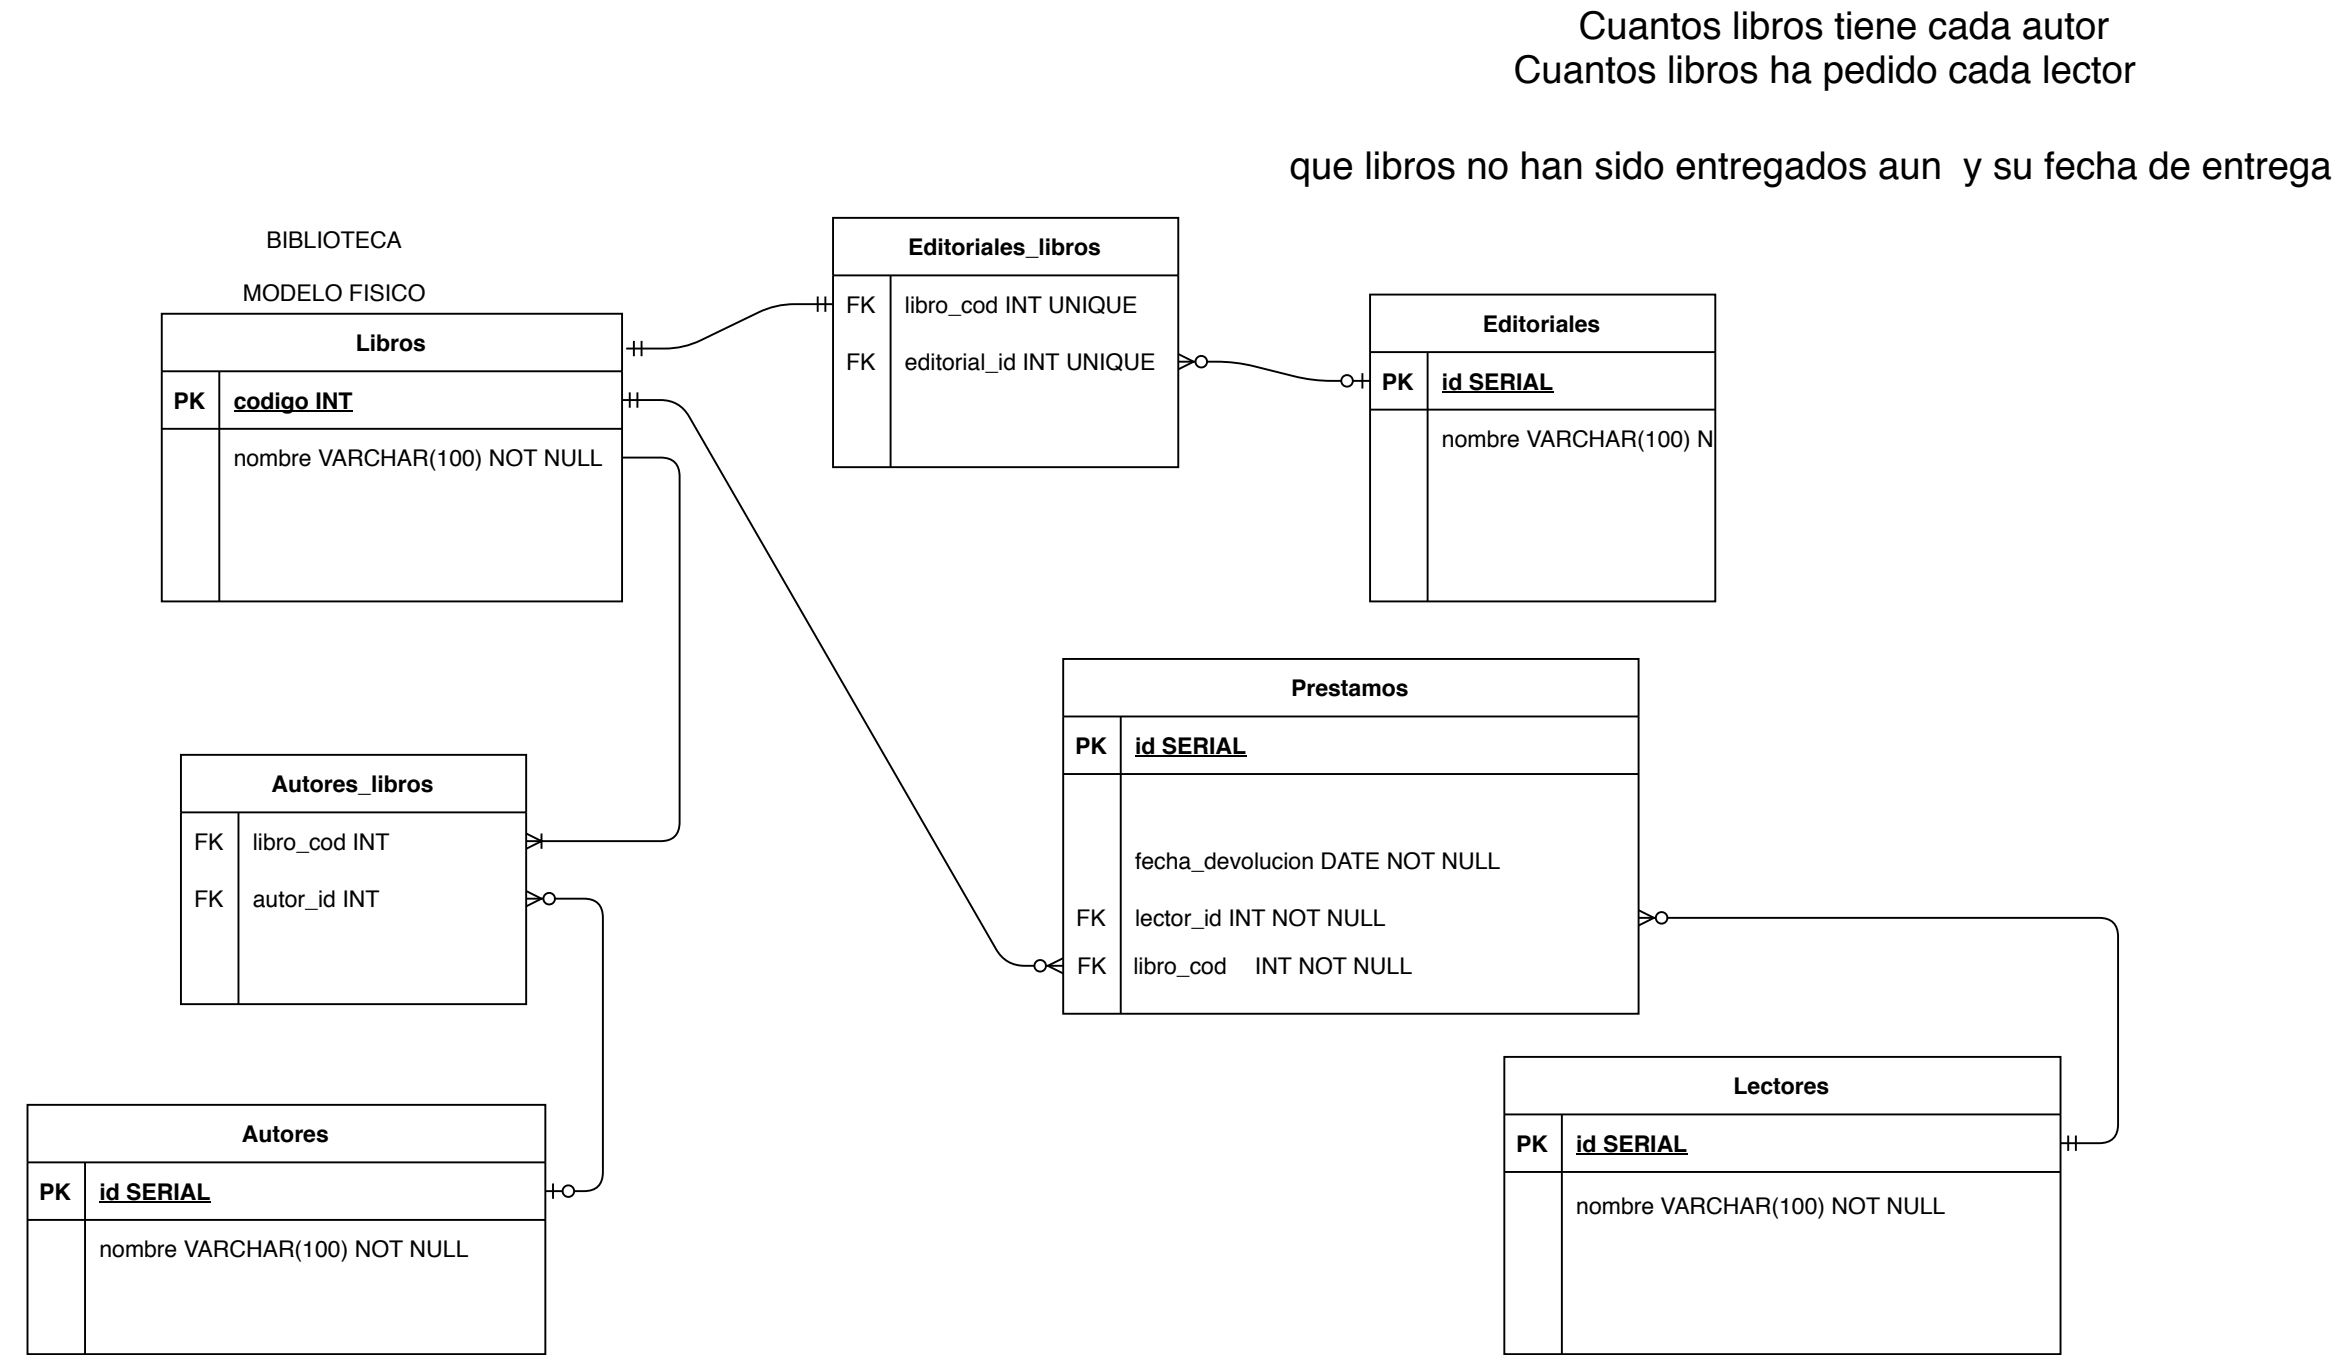 Cuantos libros tiene cada autor
Cuantos libros ha pedido cada lector
que libros no han sido entregados aun  y su fecha de entrega
BIBLIOTECA
MODELO FISICO
Libros
PK codigo INT
nombre VARCHAR(100) NOT NULL
Editoriales_libros
FK libro_cod INT UNIQUE
FK editorial_id INT UNIQUE
Editoriales
PK id SERIAL
nombre VARCHAR(100) N
Prestamos
PK id SERIAL
fecha_devolucion DATE NOT NULL
FK lector_id INT NOT NULL
FK libro_cod INT NOT NULL
Autores_libros
FK libro_cod INT
FK autor_id INT
Autores
PK id SERIAL
nombre VARCHAR(100) NOT NULL
Lectores
PK id SERIAL
nombre VARCHAR(100) NOT NULL